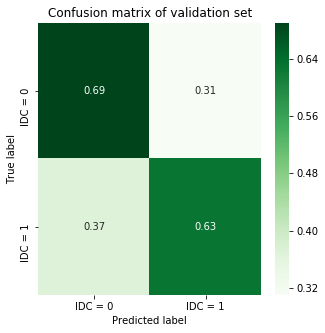 Confusion matrix of validation set
IDC = 0
0.69
0.31
0.64
0.56
True label
0.48
IDC = 1
0.37
0.63
0.40
0.32
IDC = 0
IDC = 1
Predicted label